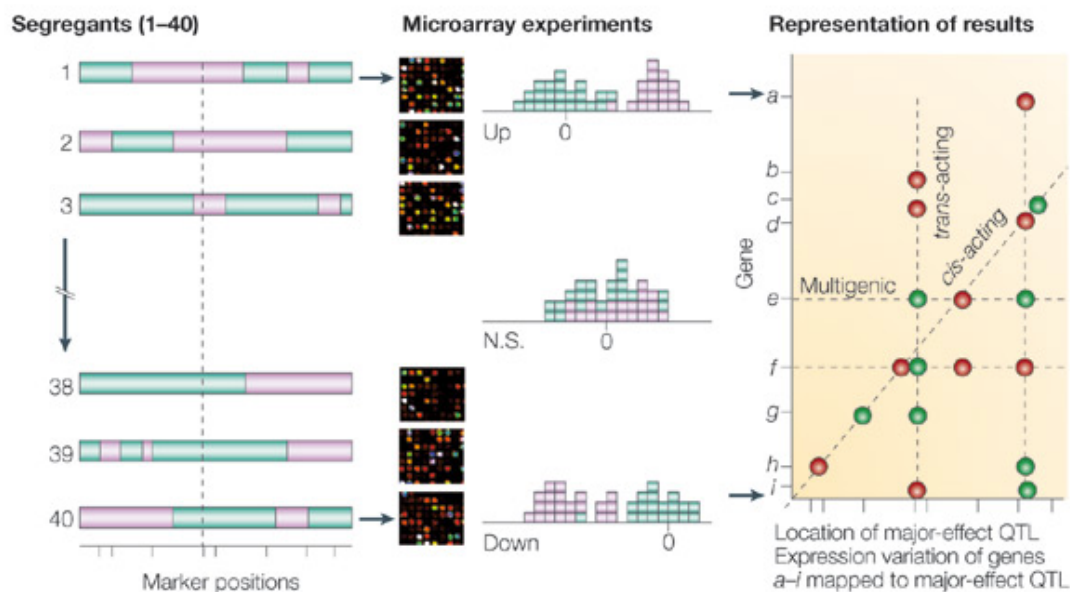 Segregants (1–40)
Microarray experiments
Representation of results
1
2
3
38
39
40
Marker positions
Up
0
N.S.
0
Down
0
Gene
a
b
c
d
e
f
g
h
i
trans-acting
cis-acting
Multigenic
Location of major-effect QTL
Expression variation of genes
a–i mapped to major-effect QTL